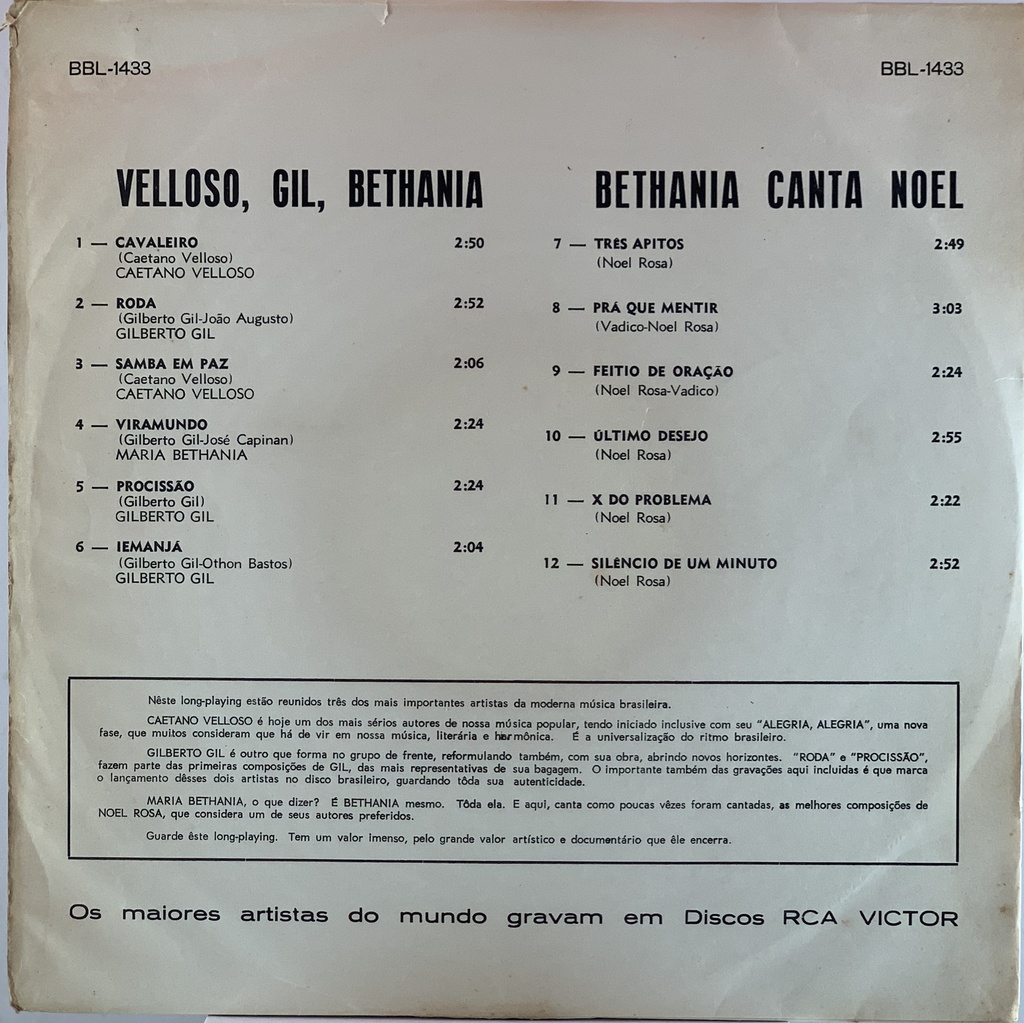 BBL-1433 BBL-1433
VELLOSO, GIL, BETHANIA
1 — CAVALEIRO 2:50
(Caetano Velloso)
CAETANO VELLOSO
2 — RODA 2:52
(Gilberto Gil-João Augusto)
GILBERTO GIL
3 — SAMBA EM PAZ 2:06
(Caetano Velloso)
CAETANO VELLOSO
4 — VIRAMUNDO 2:24
(Gilberto Gil-José Capinan)
MARIA BETHANIA
5 — PROCISSÃO 2:24
(Gilberto Gil)
GILBERTO GIL
6 — IEMANJÁ 2:04
(Gilberto Gil-Othon Bastos)
GILBERTO GIL
BETHANIA CANTA NOEL
7 — TRÊS APITOS 2:49
(Noel Rosa)
8 — PRÁ QUE MENTIR 3:03
(Vadico-Noel Rosa)
9 — FEITIO DE ORAÇÃO 2:24
(Noel Rosa-Vadico)
10 — ÚLTIMO DESEJO 2:55
(Noel Rosa)
11 — X DO PROBLEMA 2:22
(Noel Rosa)
12 — SILÊNCIO DE UM MINUTO 2:52
(Noel Rosa)
Nêste long-playing estão reunidos três dos mais importantes artistas da moderna música brasileira.
CAETANO VELLOSO é hoje um dos mais sérios autores de nossa música popular, tendo iniciado inclusive com seu "ALEGRIA, ALEGRIA", uma nova
fase, que muitos consideram que há de vir em nossa música, literária e harmônica. É a universalização do ritmo brasileiro.
GILBERTO GIL é outro que forma no grupo de frente, reformulando também, com sua obra, abrindo novos horizontes. "RODA" e "PROCISSÃO",
fazem parte das primeiras composições de GIL, das mais representativas de sua bagagem. O importante também das gravações aqui incluidas é que marca
o lançamento dêsses dois artistas no disco brasileiro, guardando tôda sua autenticidade.
MARIA BETHANIA, o que dizer? É BETHANIA mesmo. Tôda ela. E aqui, canta como poucas vêzes foram cantadas, as melhores composições de
NOEL ROSA, que considera um de seus autores preferidos.
Guarde êste long-playing. Tem um valor imenso, pelo grande valor artístico e documentário que êle encerra.
Os maiores artistas do mundo gravam em Discos RCA VICTOR